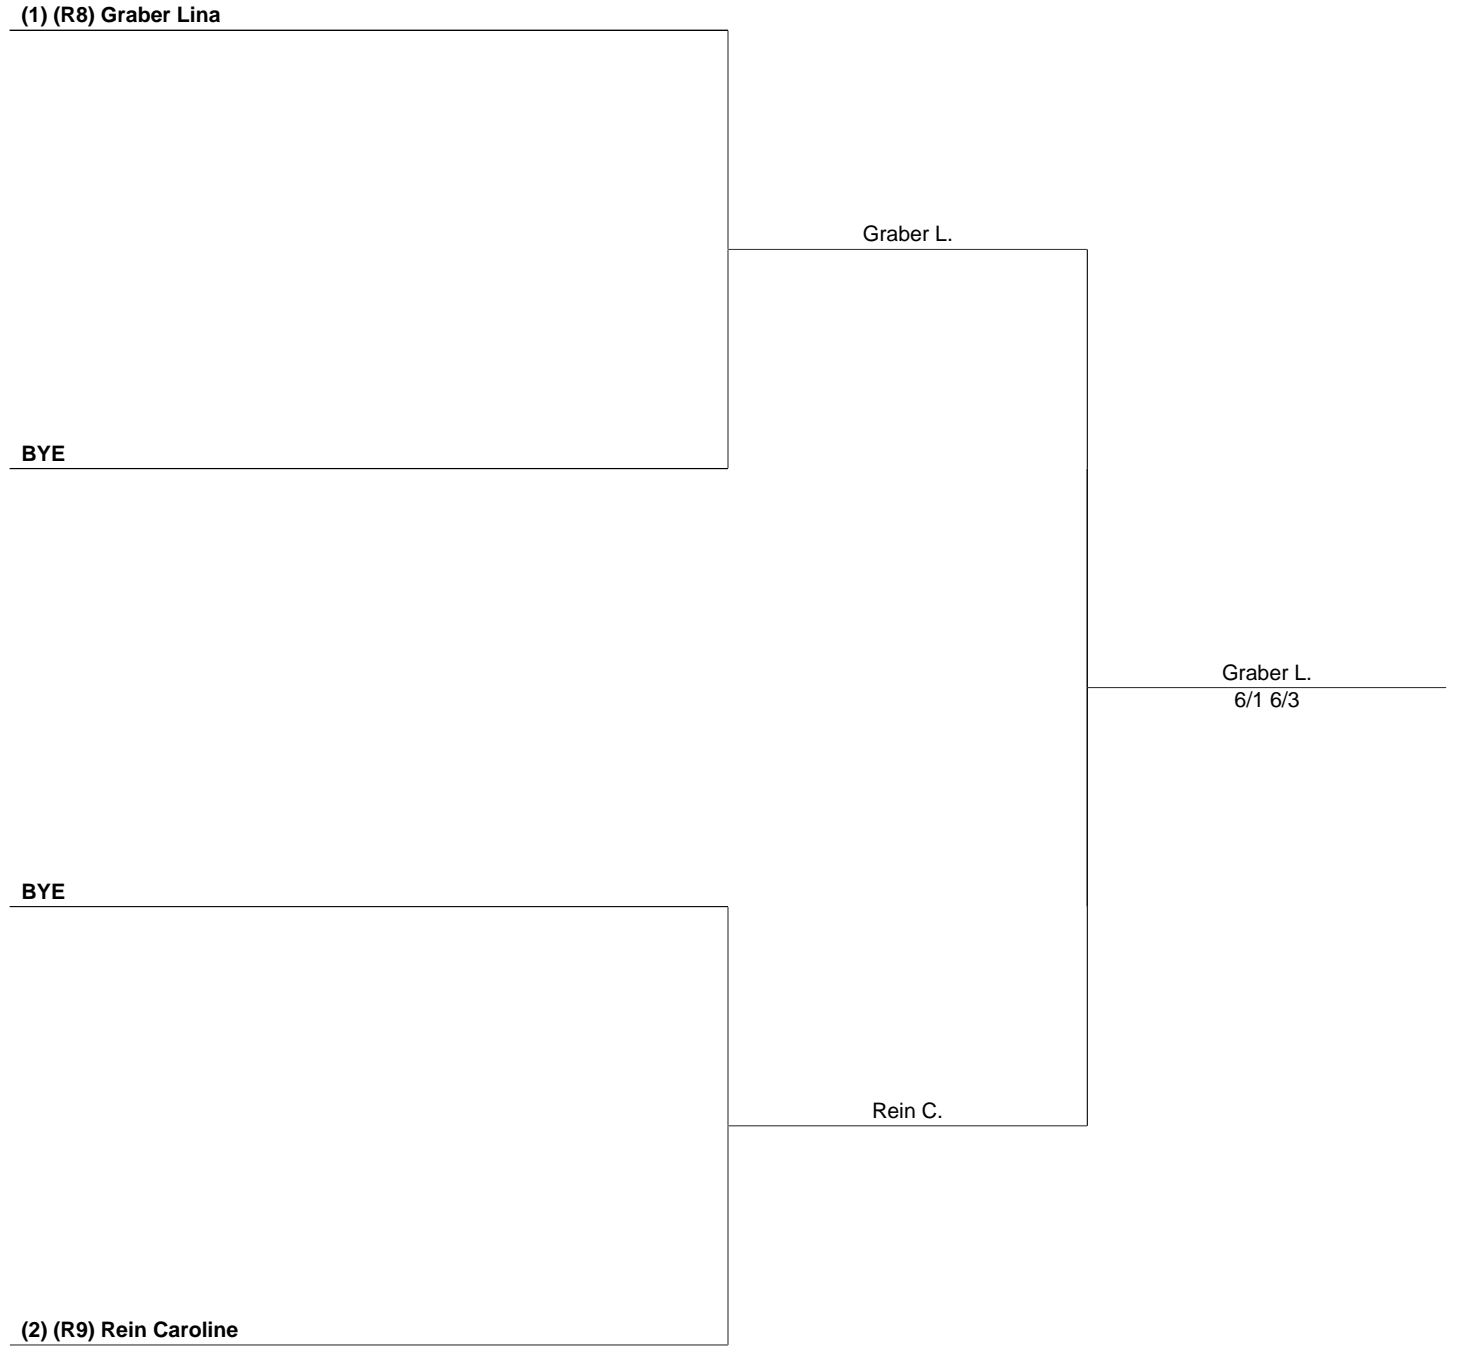 (1) (R8) Graber Lina
Graber L.
BYE
Graber L.
6/1 6/3
BYE
Rein C.
(2) (R9) Rein Caroline